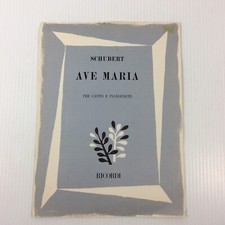 SCHUBERT
AVE MARIA
PER CANTO E PIANOFORTE
RICORDI